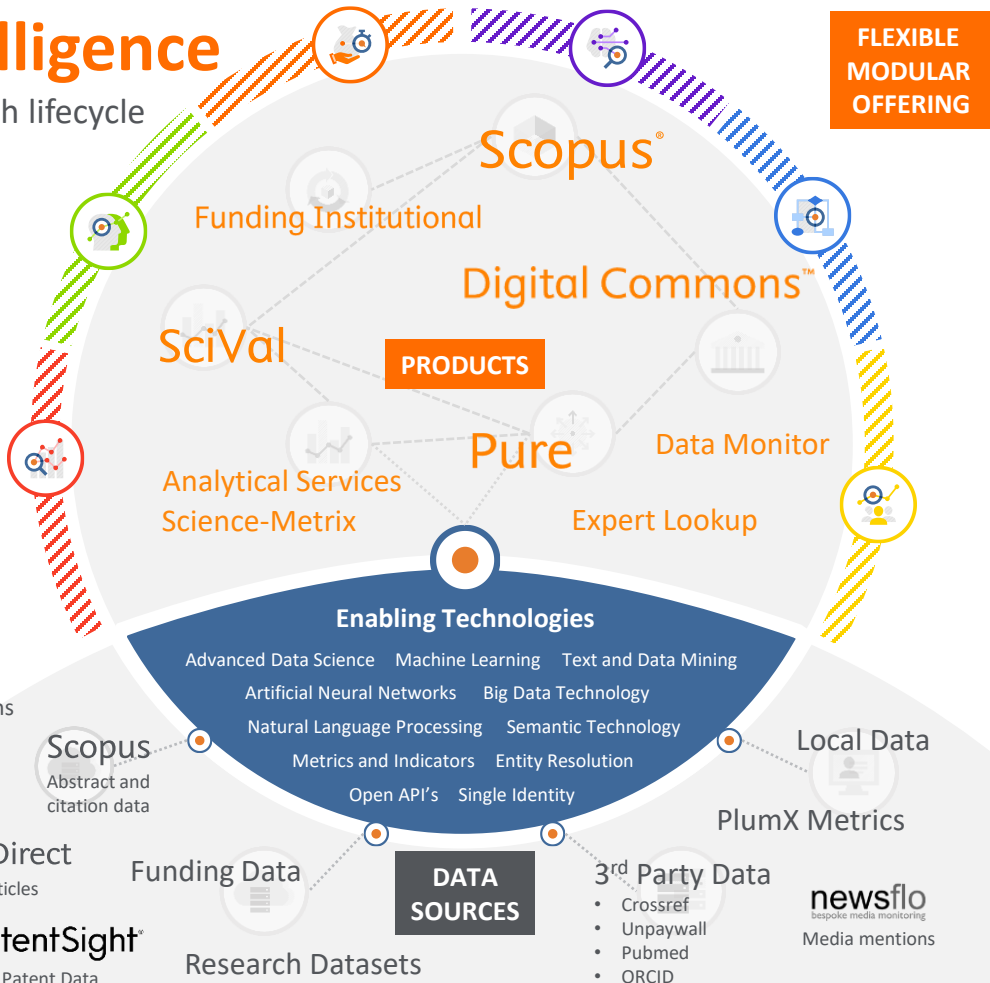 lligence
h lifecycle
FLEXIBLE
MODULAR
OFFERING
Scopus®
Funding Institutional
Digital Commons™
SciVal
PRODUCTS
Pure
Data Monitor
Analytical Services
Science-Metrix
Expert Lookup
Enabling Technologies
Advanced Data Science Machine Learning Text and Data Mining
Artificial Neural Networks Big Data Technology
Natural Language Processing Semantic Technology
Metrics and Indicators Entity Resolution
Open API's Single Identity
ns
Scopus
Abstract and
citation data
Direct
ticles
tentSight®
Patent Data
Funding Data
Research Datasets
DATA
SOURCES
3rd Party Data
• Crossref
• Unpaywall
• Pubmed
• ORCID
Local Data
PlumX Metrics
newsflo
bespoke media monitoring
Media mentions